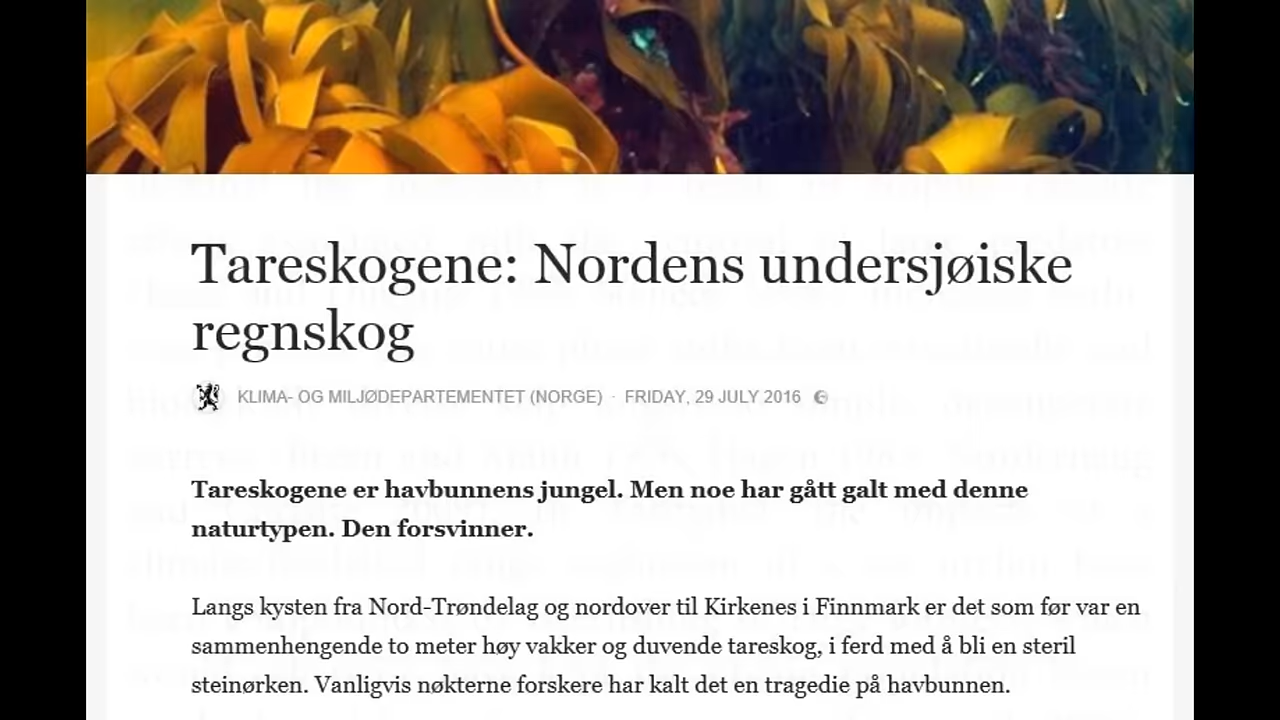 Tareskogene: Nordens undersjøiske
regnskog
KLIMA- OG MILJØDEPARTEMENTET (NORGE) · FRIDAY, 29 JULY 2016
Tareskogene er havbunnens jungel. Men noe har gått galt med denne
naturtypen. Den forsvinner.
Langs kysten fra Nord-Trøndelag og nordover til Kirkenes i Finnmark er det som før var en
sammenhengende to meter høy vakker og duvende tareskog, i ferd med å bli en steril
steinørken. Vanligvis nøkterne forskere har kalt det en tragedie på havbunnen.